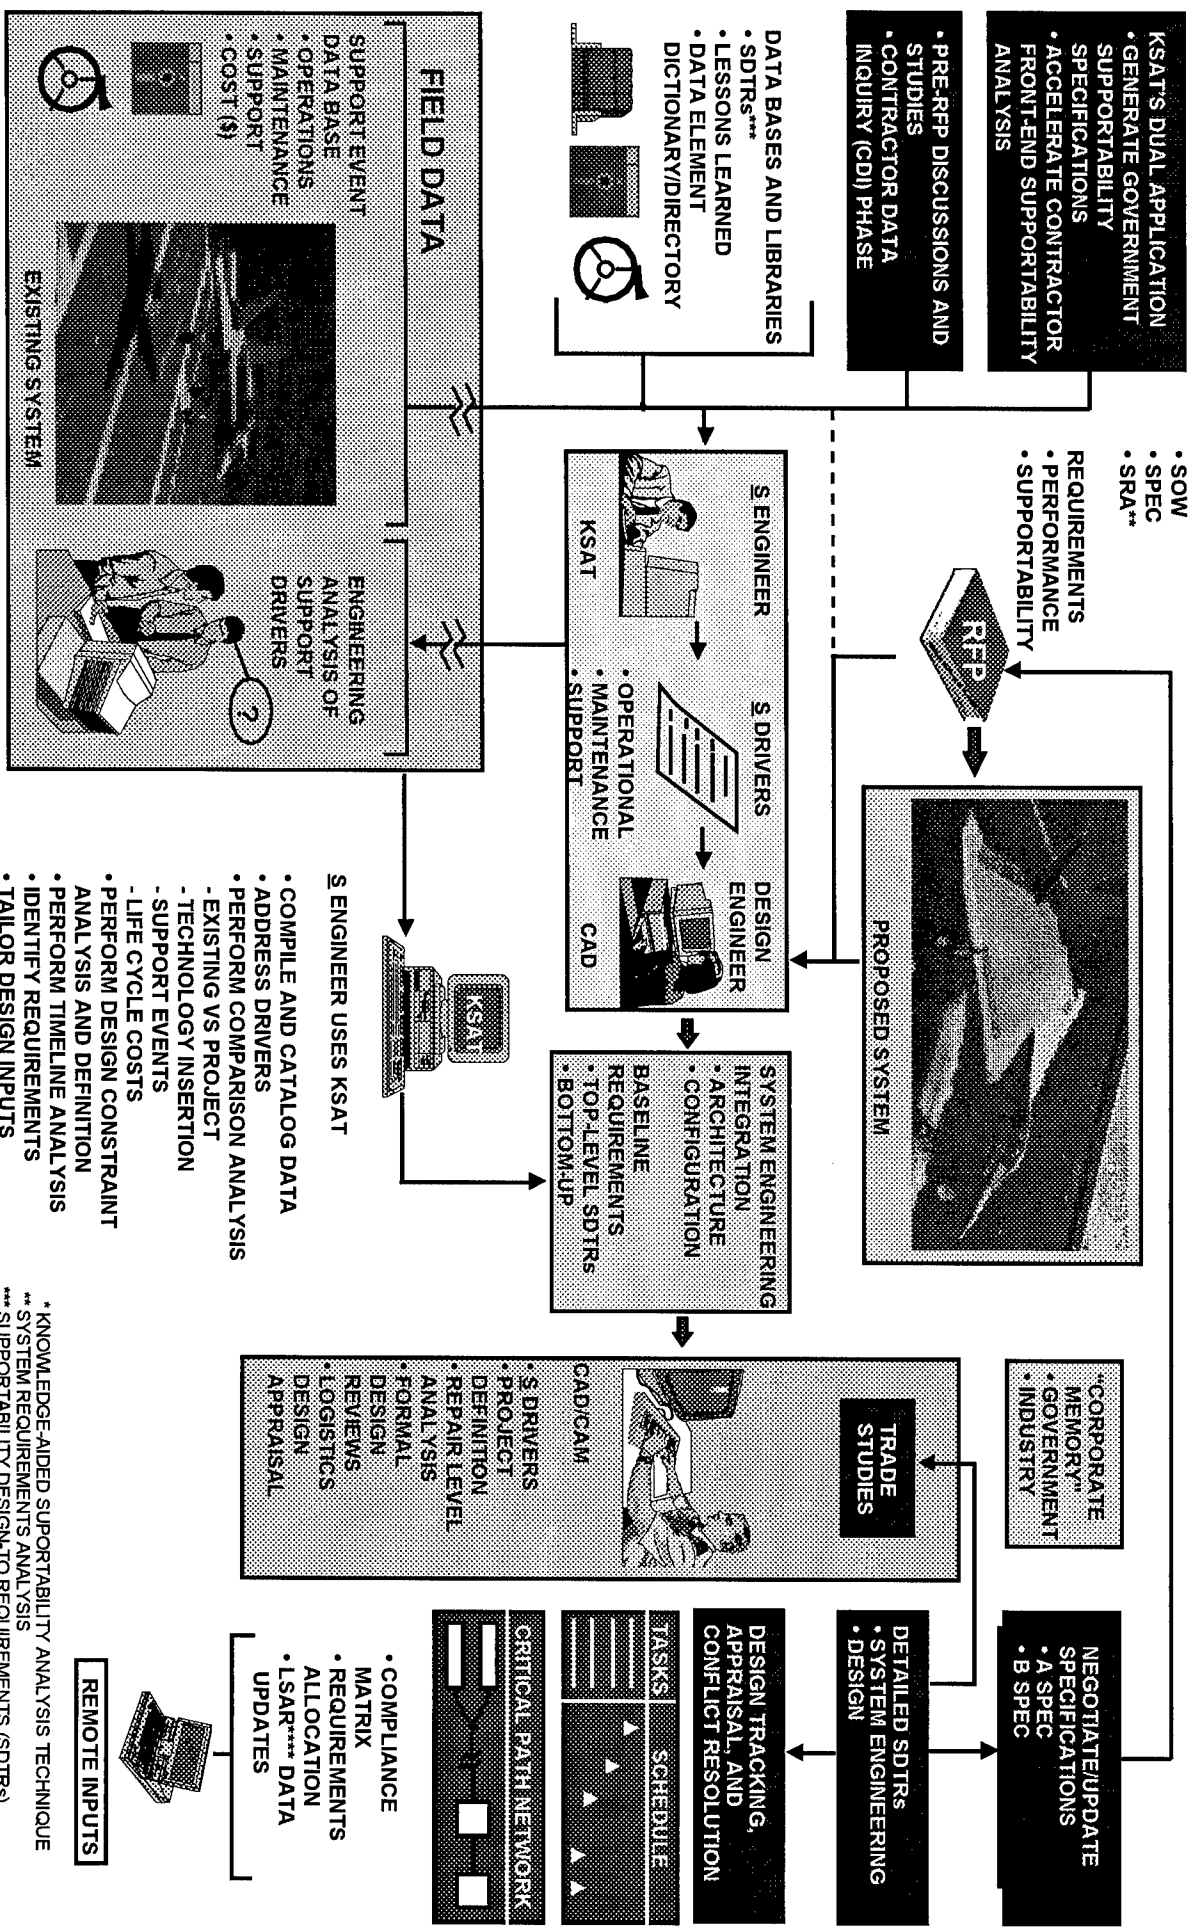 KSAT'S DUAL APPLICATION
• GENERATE GOVERNMENT
SUPPORTABILITY
SPECIFICATIONS
• ACCELERATE CONTRACTOR
FRONT-END SUPPORTABILITY
ANALYSIS
• PRE-RFP DISCUSSIONS AND
STUDIES
• CONTRACTOR DATA
INQUIRY (CDI) PHASE
DATA BASES AND LIBRARIES
• SDTRs***
• LESSONS LEARNED
• DATA ELEMENT
DICTIONARY/DIRECTORY
FIELD DATA
SUPPORT EVENT
DATA BASE
• OPERATIONS
• MAINTENANCE
• SUPPORT
• COST ($)
EXISTING SYSTEM
ENGINEERING
ANALYSIS OF
SUPPORT
DRIVERS
?
• SOW
• SPEC
• SRA**
REQUIREMENTS
• PERFORMANCE
• SUPPORTABILITY
RFP
PROPOSED SYSTEM
S ENGINEER
KSAT
S DRIVERS
• OPERATIONAL
• MAINTENANCE
• SUPPORT
DESIGN
ENGINEER
CAD
KSAT
S ENGINEER USES KSAT
• COMPILE AND CATALOG DATA
• ADDRESS DRIVERS
• PERFORM COMPARISON ANALYSIS
- EXISTING VS PROJECT
- TECHNOLOGY INSERTION
- SUPPORT EVENTS
- LIFE CYCLE COSTS
• PERFORM DESIGN CONSTRAINT
ANALYSIS AND DEFINITION
• PERFORM TIMELINE ANALYSIS
• IDENTIFY REQUIREMENTS
• TAILOR DESIGN INPUTS
SYSTEM ENGINEERING
INTEGRATION
• ARCHITECTURE
• CONFIGURATION
BASELINE
REQUIREMENTS
• TOP-LEVEL SDTRs
• BOTTOM-UP
"CORPORATE
MEMORY"
• GOVERNMENT
• INDUSTRY
TRADE
STUDIES
CAD/CAM
• S DRIVERS
• PROJECT
DEFINITION
• REPAIR LEVEL
ANALYSIS
• FORMAL
DESIGN
REVIEWS
• LOGISTICS
DESIGN
APPRAISAL
NEGOTIATE/UPDATE
SPECIFICATIONS
• A SPEC
• B SPEC
DETAILED SDTRs
• SYSTEM ENGINEERING
• DESIGN
DESIGN TRACKING,
APPRAISAL, AND
CONFLICT RESOLUTION
TASKS
SCHEDULE
CRITICAL PATH NETWORK
• COMPLIANCE
MATRIX
• REQUIREMENTS
ALLOCATION
• LSAR**** DATA
UPDATES
REMOTE INPUTS
* KNOWLEDGE-AIDED SUPORTABILITY ANALYSIS TECHNIQUE
** SYSTEM REQUIREMENTS ANALYSIS
*** SUPPORTABILITY DESIGN-TO REQUIREMENTS (SDTRs)